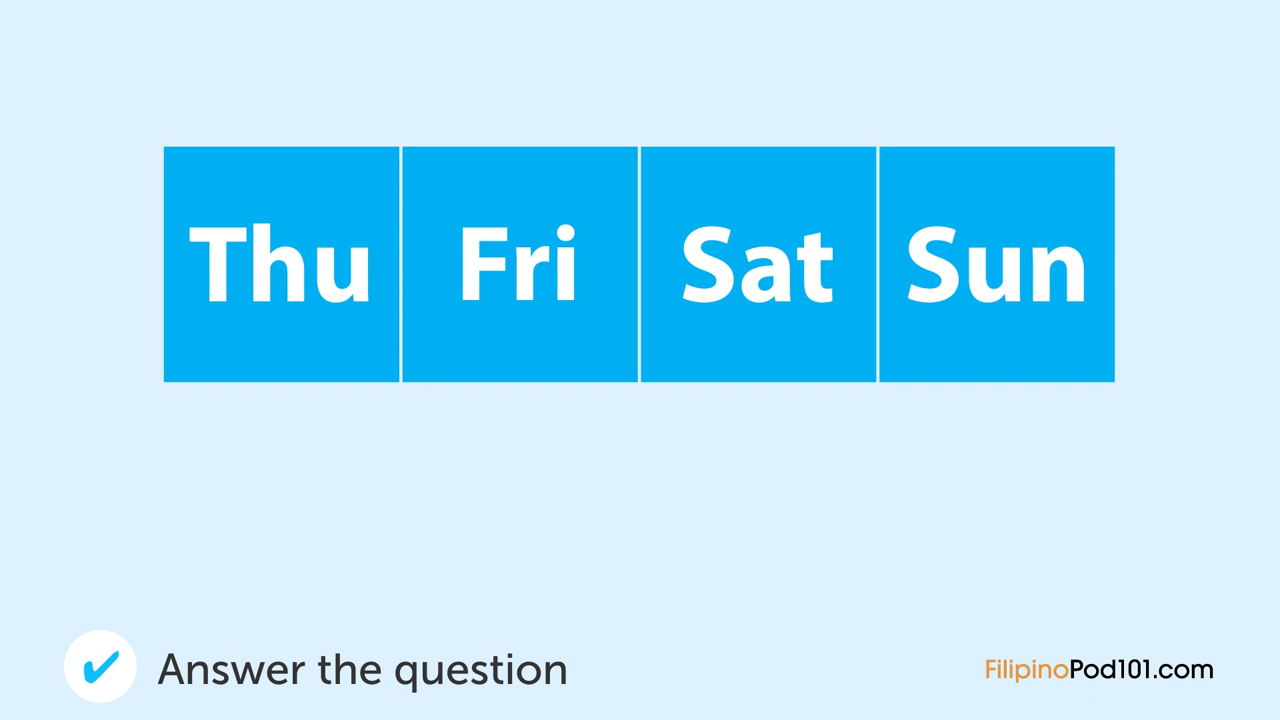 Thu Fri Sat Sun
✔ Answer the question
FilipinoPod101.com